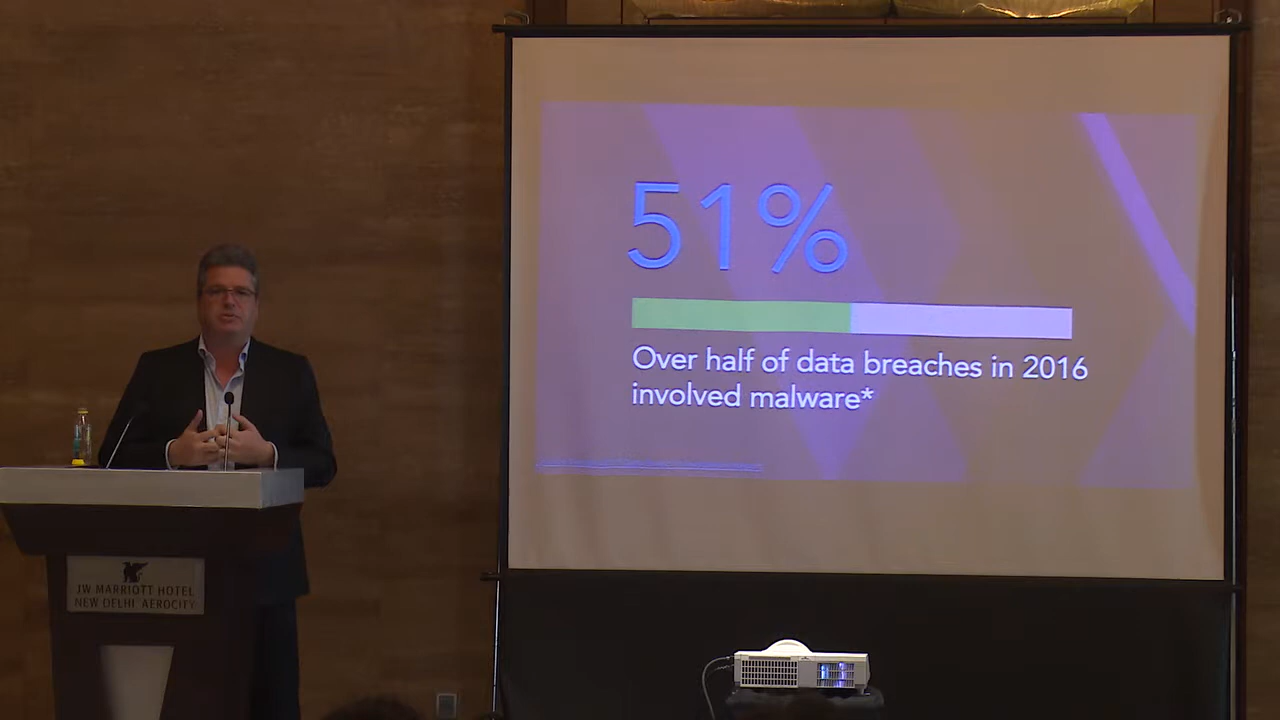 51%
Over half of data breaches in 2016
involved malware*
JW MARRIOTT HOTEL
NEW DELHI AEROCITY